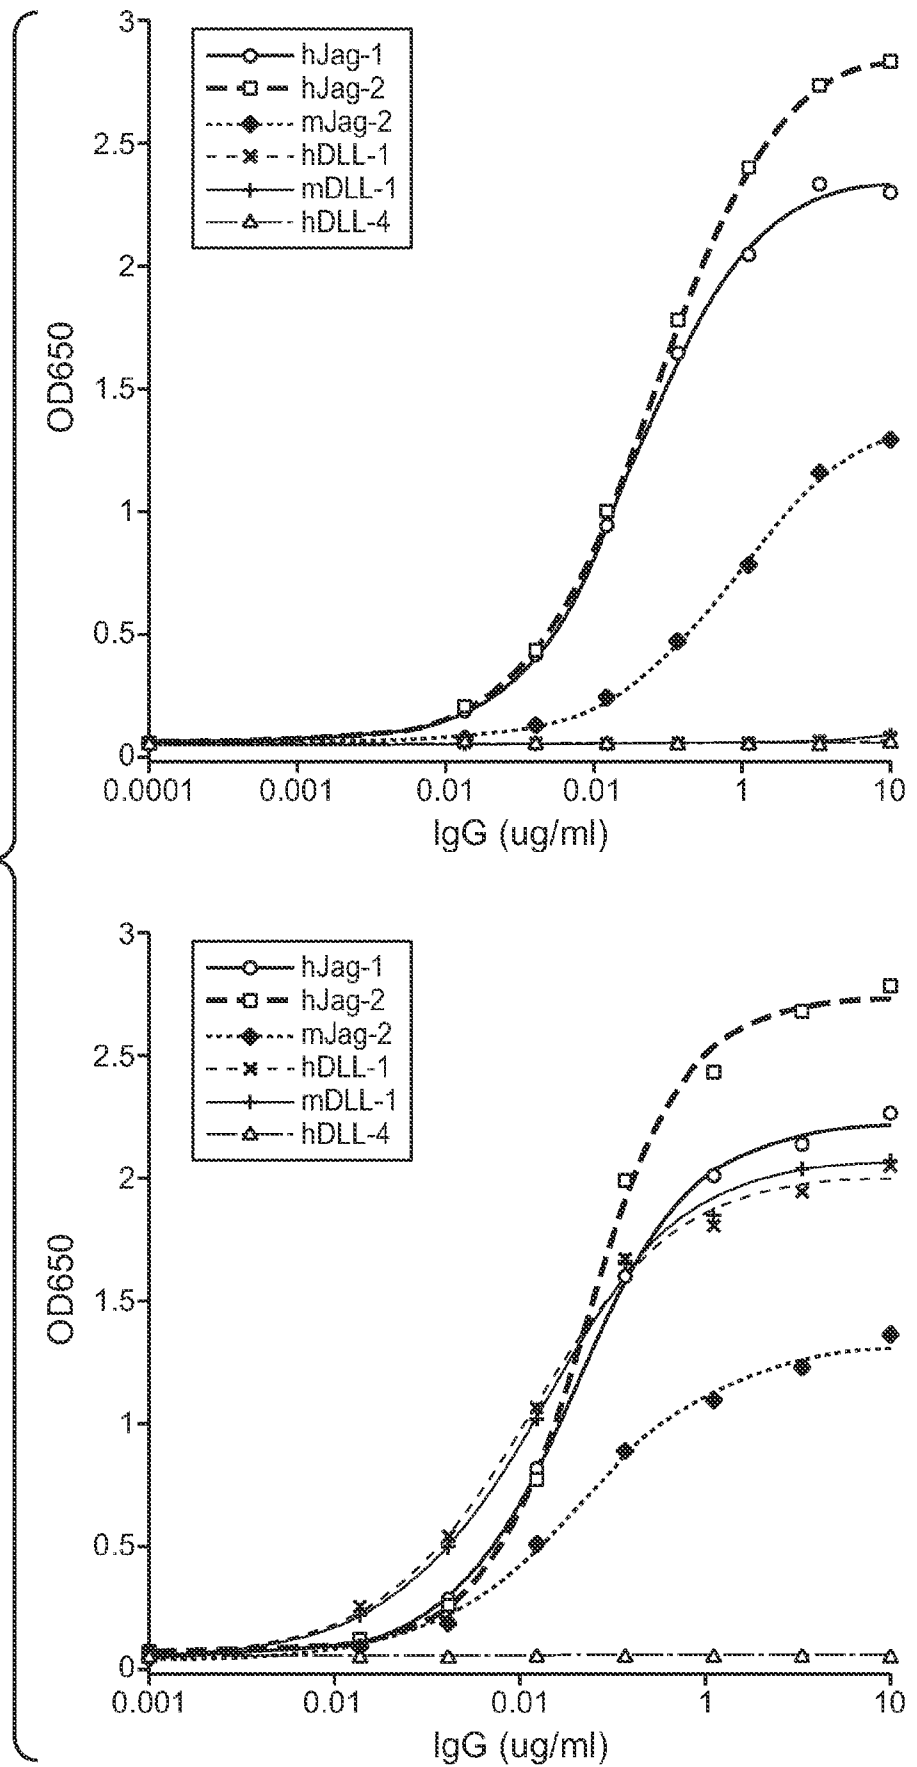 3
hJag-1
hJag-2
mJag-2
hDLL-1
mDLL-1
hDLL-4
2.5
2
1.5
1
0.5
0
OD650
0.0001 0.001 0.01 0.01 1 10
IgG (ug/ml)
3
hJag-1
hJag-2
mJag-2
hDLL-1
mDLL-1
hDLL-4
2.5
2
1.5
1
0.5
0
OD650
0.001 0.01 0.01 1 10
IgG (ug/ml)